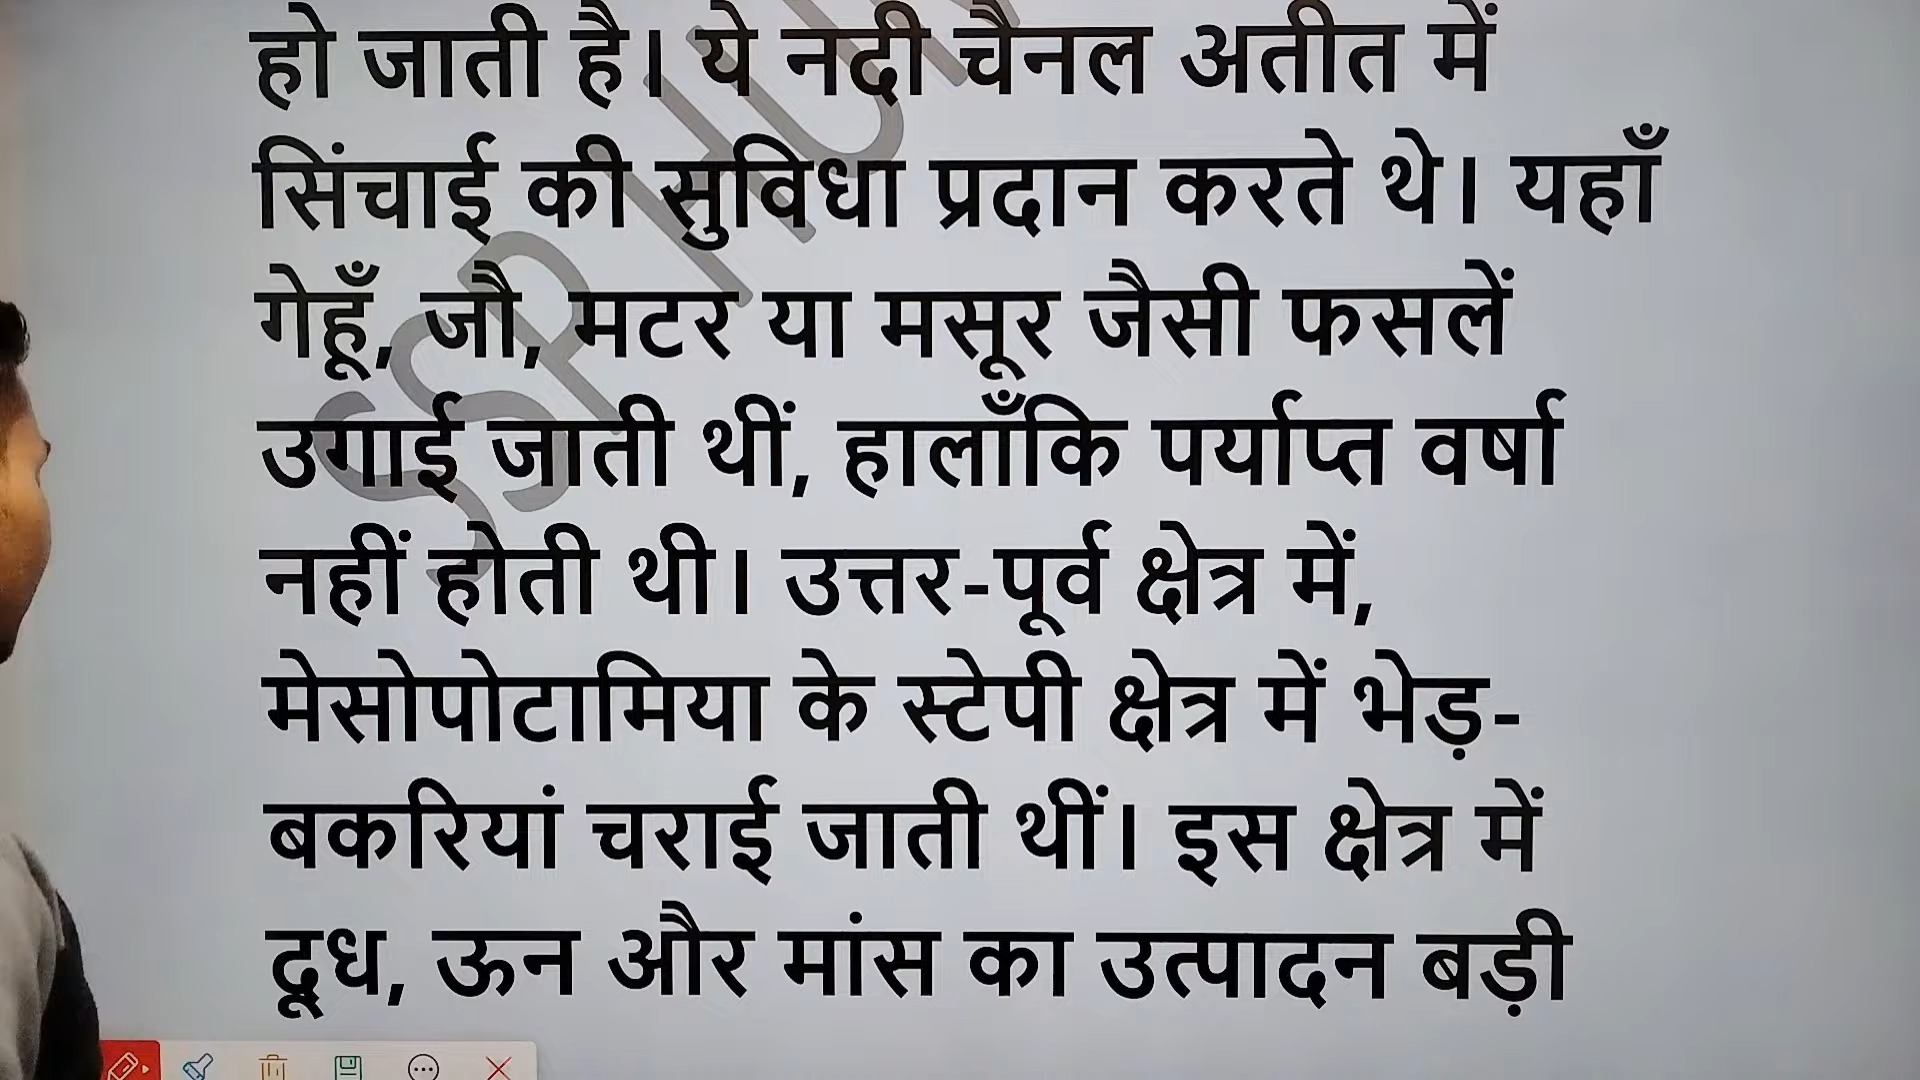 हो जाती है। ये नदी चैनल अतीत में
सिंचाई की सुविधा प्रदान करते थे। यहाँ
गेहूँ, जौ, मटर या मसूर जैसी फसलें
उगाई जाती थीं, हालाँकि पर्याप्त वर्षा
नहीं होती थी। उत्तर-पूर्व क्षेत्र में,
मेसोपोटामिया के स्टेपी क्षेत्र में भेड़-
बकरियां चराई जाती थीं। इस क्षेत्र में
दूध, ऊन और मांस का उत्पादन बड़ी